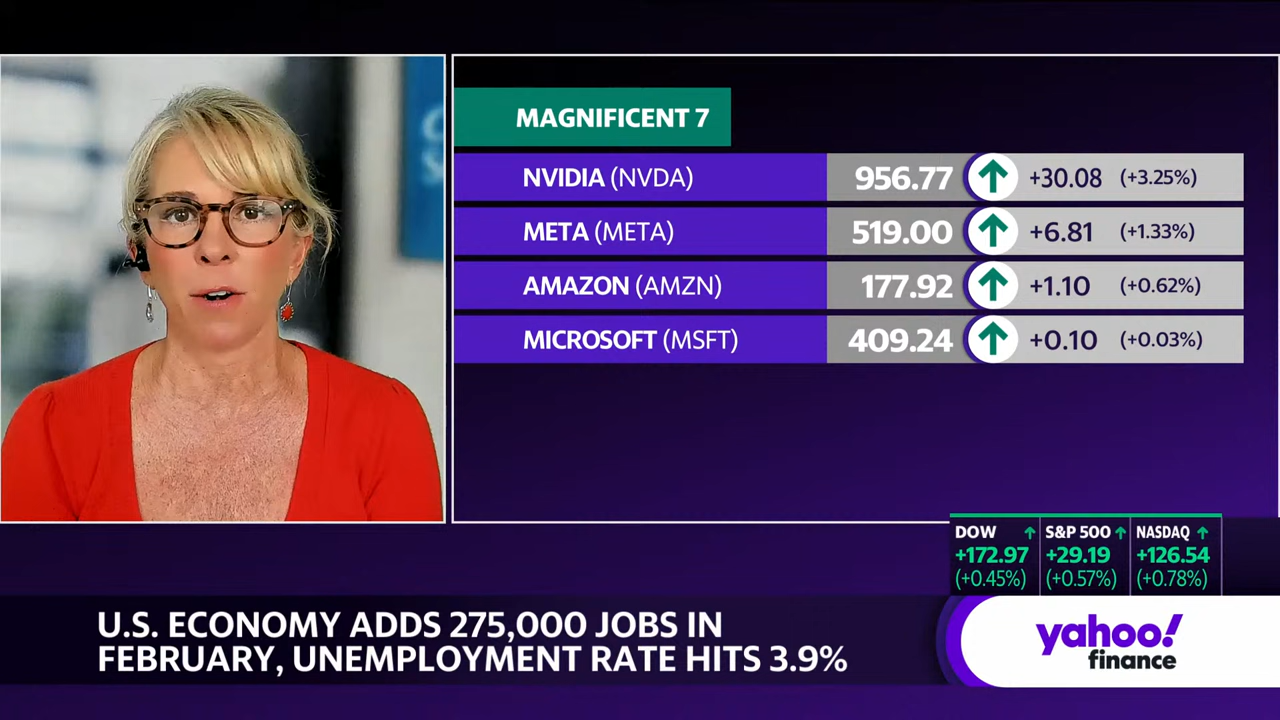 MAGNIFICENT 7
NVIDIA (NVDA) 956.77 +30.08 (+3.25%)
META (META) 519.00 +6.81 (+1.33%)
AMAZON (AMZN) 177.92 +1.10 (+0.62%)
MICROSOFT (MSFT) 409.24 +0.10 (+0.03%)
DOW S&P 500 NASDAQ
+172.97 +29.19 +126.54
(+0.45%) (+0.57%) (+0.78%)
U.S. ECONOMY ADDS 275,000 JOBS IN
FEBRUARY, UNEMPLOYMENT RATE HITS 3.9%
yahoo!
finance